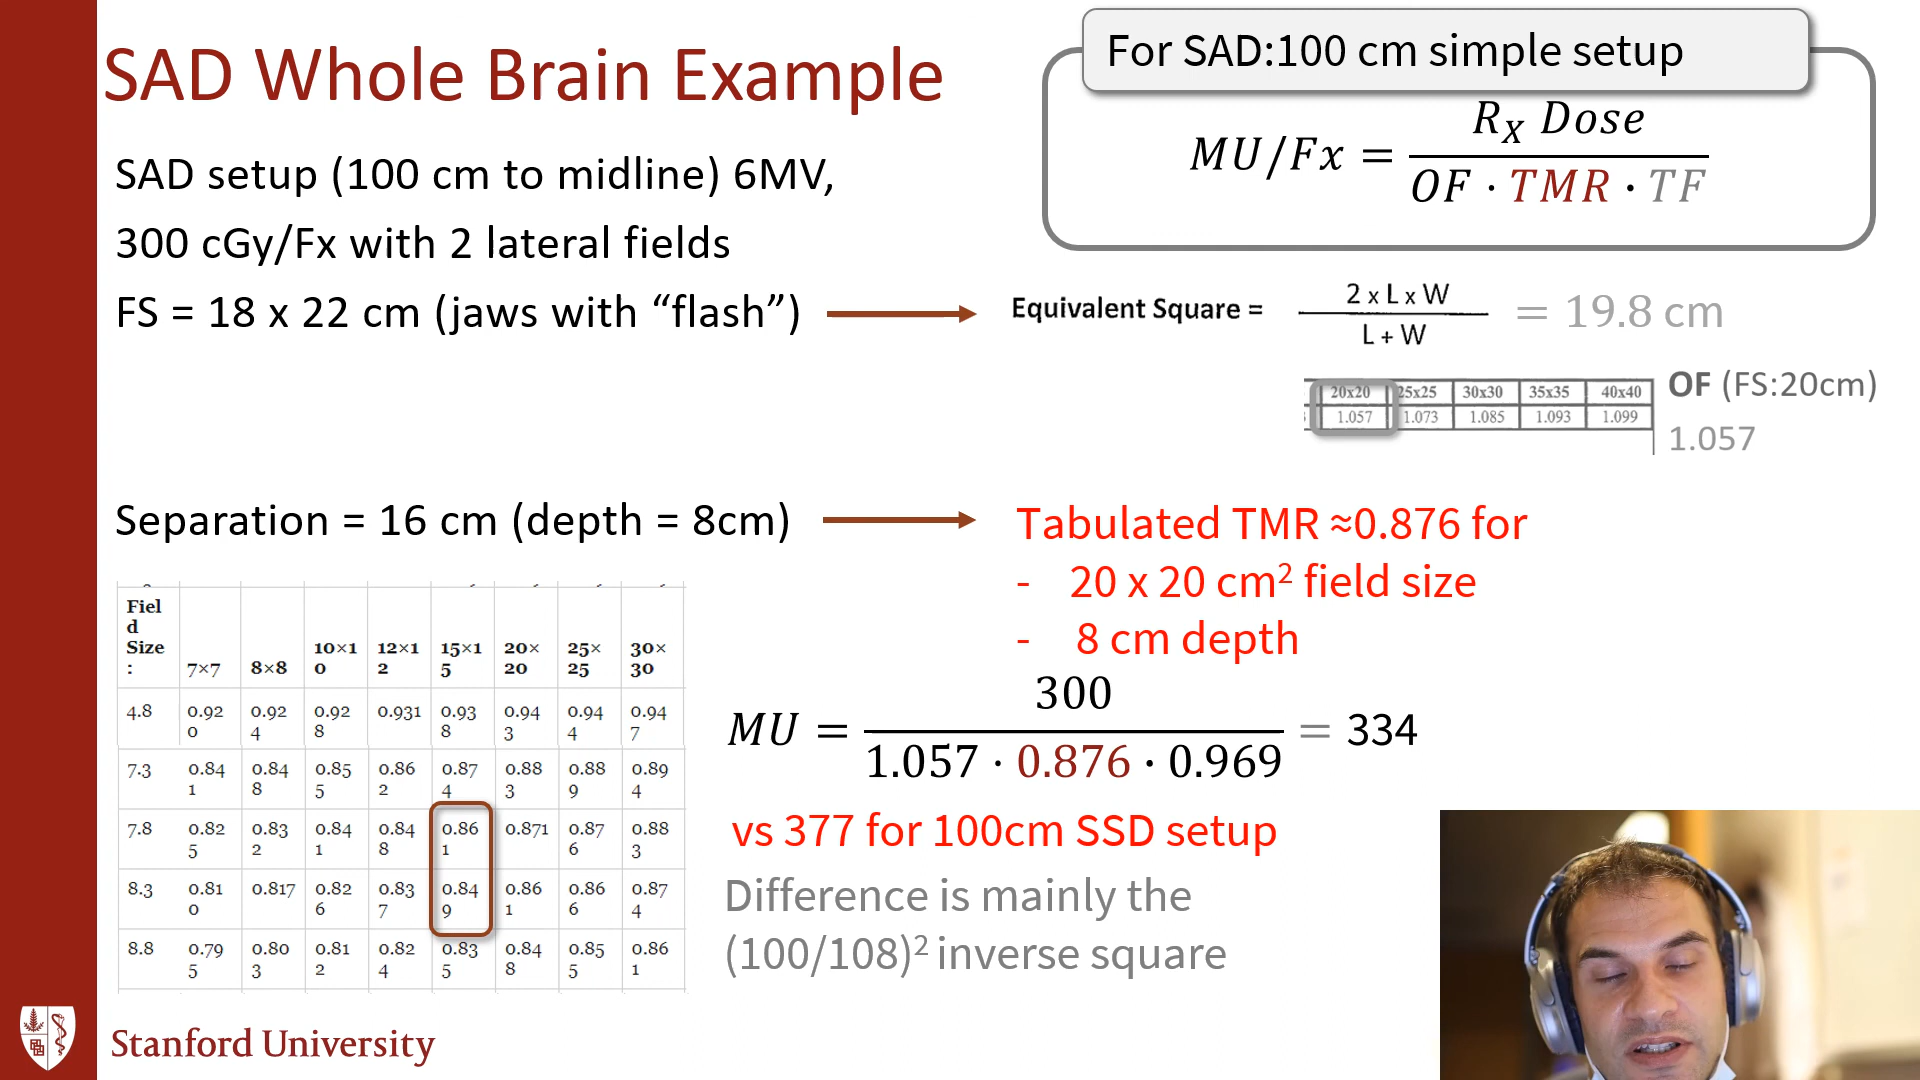 SAD Whole Brain Example
For SAD:100 cm simple setup
MU/Fx = R_X Dose / OF · TMR · TF
SAD setup (100 cm to midline) 6MV,
300 cGy/Fx with 2 lateral fields
FS = 18 x 22 cm (jaws with “flash”)
Equivalent Square = 2 x L x W / L + W = 19.8 cm
20x20 25x25 30x30 35x35 40x40
1.057 1.073 1.085 1.093 1.099
OF (FS:20cm)
1.057
Separation = 16 cm (depth = 8cm)
Tabulated TMR ≈0.876 for
- 20 x 20 cm² field size
- 8 cm depth
Field Size: 7×7 8×8 10×10 12×12 15×15 20×20 25×25 30×30
4.8 0.920 0.924 0.928 0.931 0.938 0.943 0.944 0.947
7.3 0.841 0.848 0.855 0.862 0.874 0.883 0.889 0.894
7.8 0.825 0.832 0.841 0.848 0.861 0.871 0.876 0.883
8.3 0.810 0.817 0.826 0.837 0.849 0.861 0.866 0.874
8.8 0.795 0.803 0.812 0.824 0.835 0.848 0.855 0.861
MU = 300 / 1.057 · 0.876 · 0.969 = 334
vs 377 for 100cm SSD setup
Difference is mainly the
(100/108)² inverse square
Stanford University